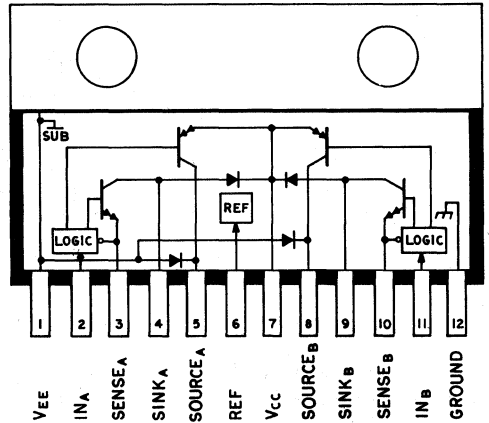 SUB
REF
LOGIC
LOGIC
1 2 3 4 5 6 7 8 9 10 11 12
VEE
INA
SENSEA
SINKA
SOURCEA
REF
VCC
SOURCEB
SINKB
SENSEB
INB
GROUND